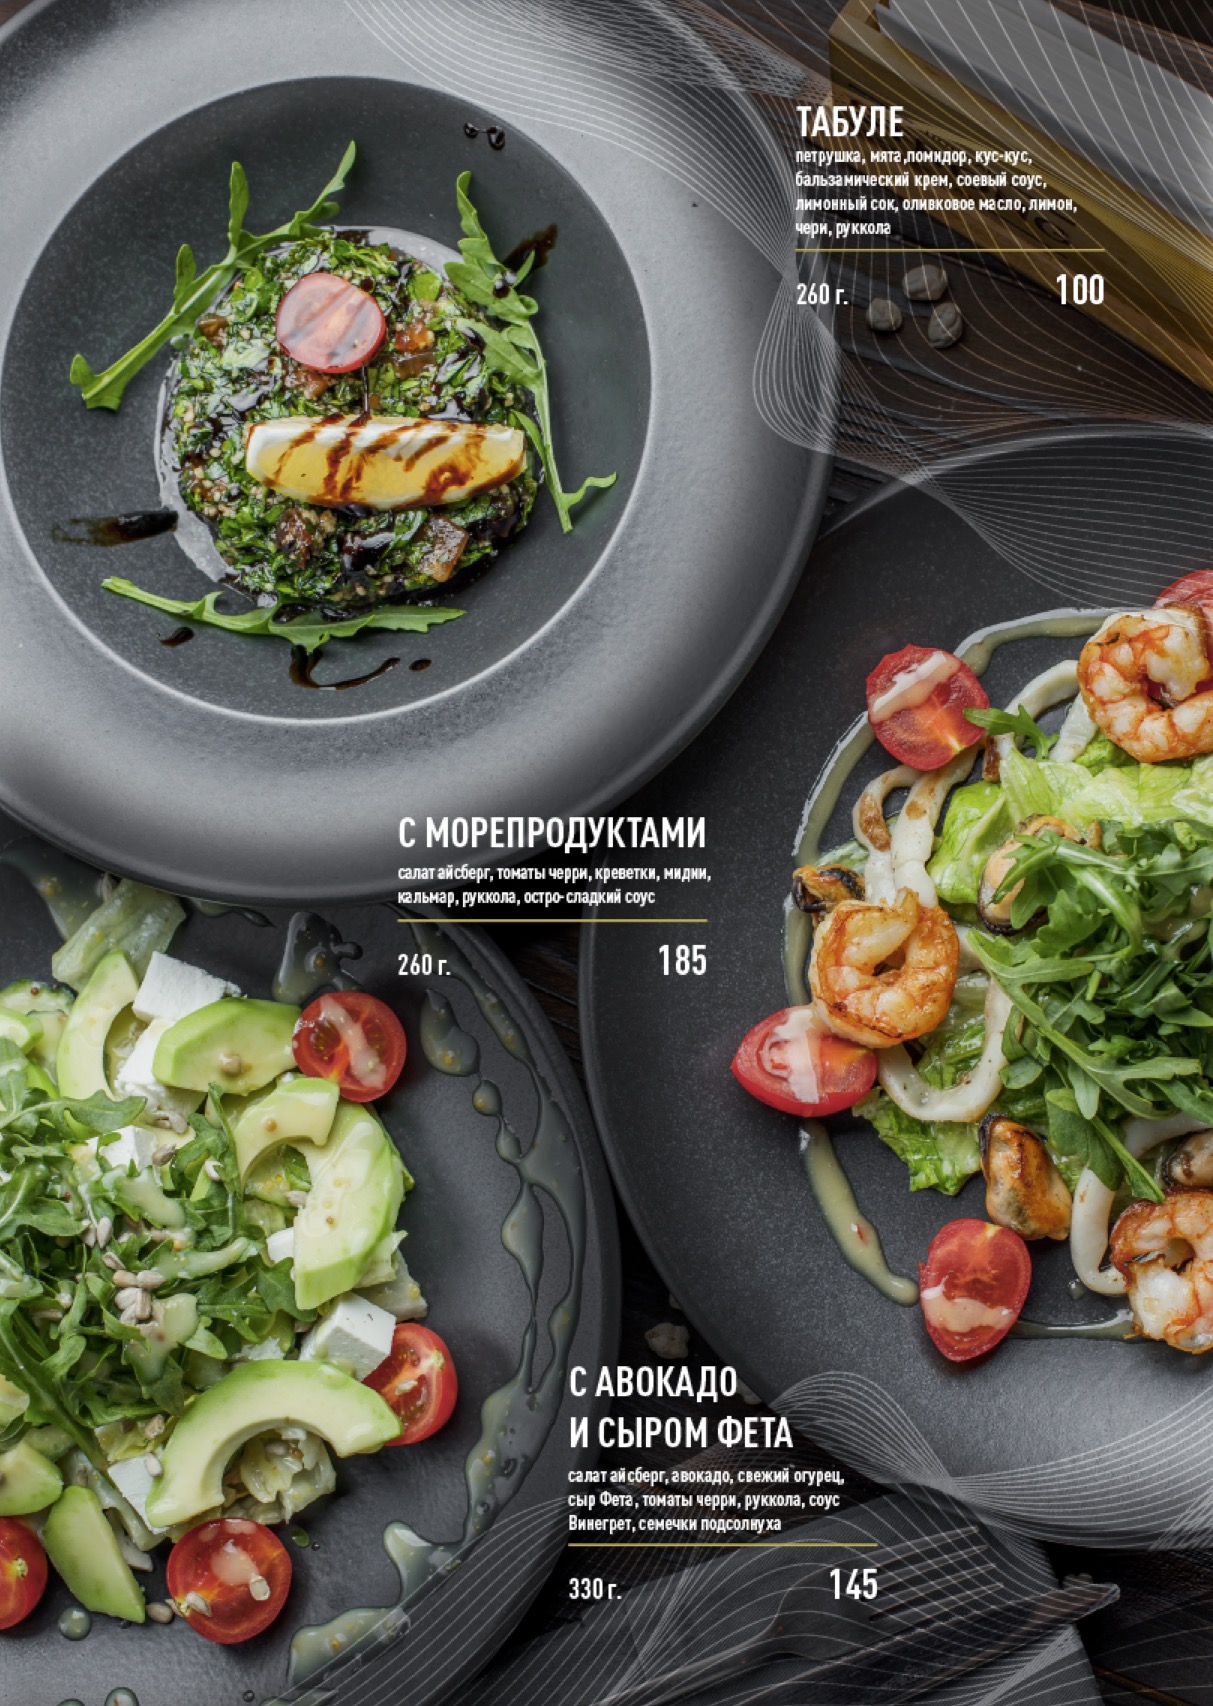 ТАБУЛЕ
петрушка, мята,помидор, кус-кус,
бальзамический крем, соевый соус,
лимонный сок, оливковое масло, лимон,
чери, руккола
260 г. 100
С МОРЕПРОДУКТАМИ
салат айсберг, томаты черри, креветки, мидии,
кальмар, руккола, остро-сладкий соус
260 г. 185
С АВОКАДО
И СЫРОМ ФЕТА
салат айсберг, авокадо, свежий огурец,
сыр Фета, томаты черри, руккола, соус
Винегрет, семечки подсолнуха
330 г. 145